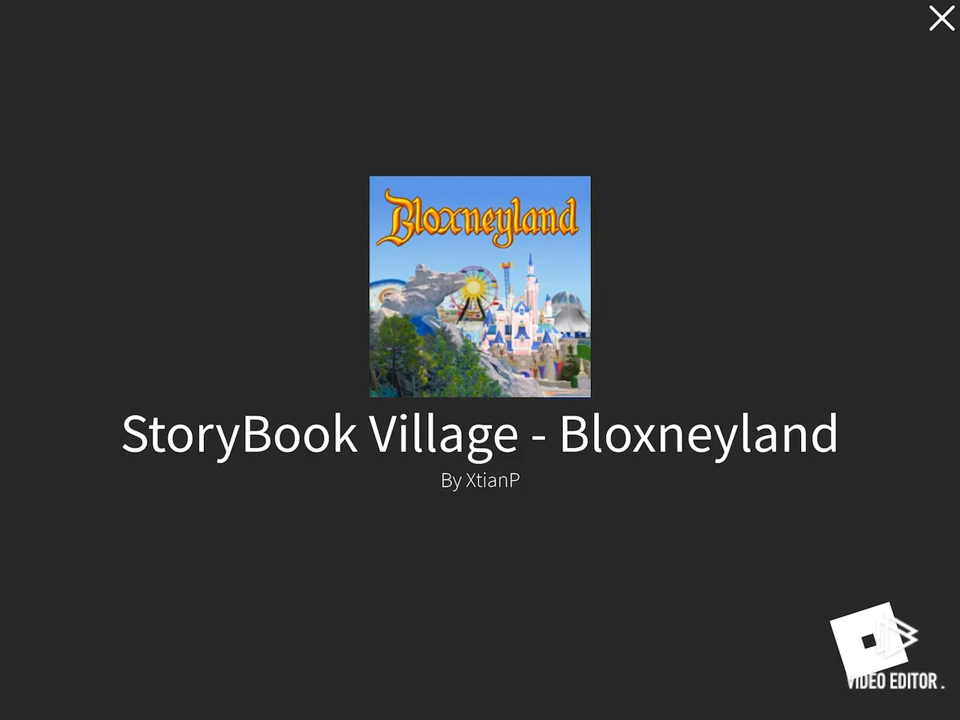 Bloxneyland
StoryBook Village - Bloxneyland
By XtianP
VIDEO EDITOR .